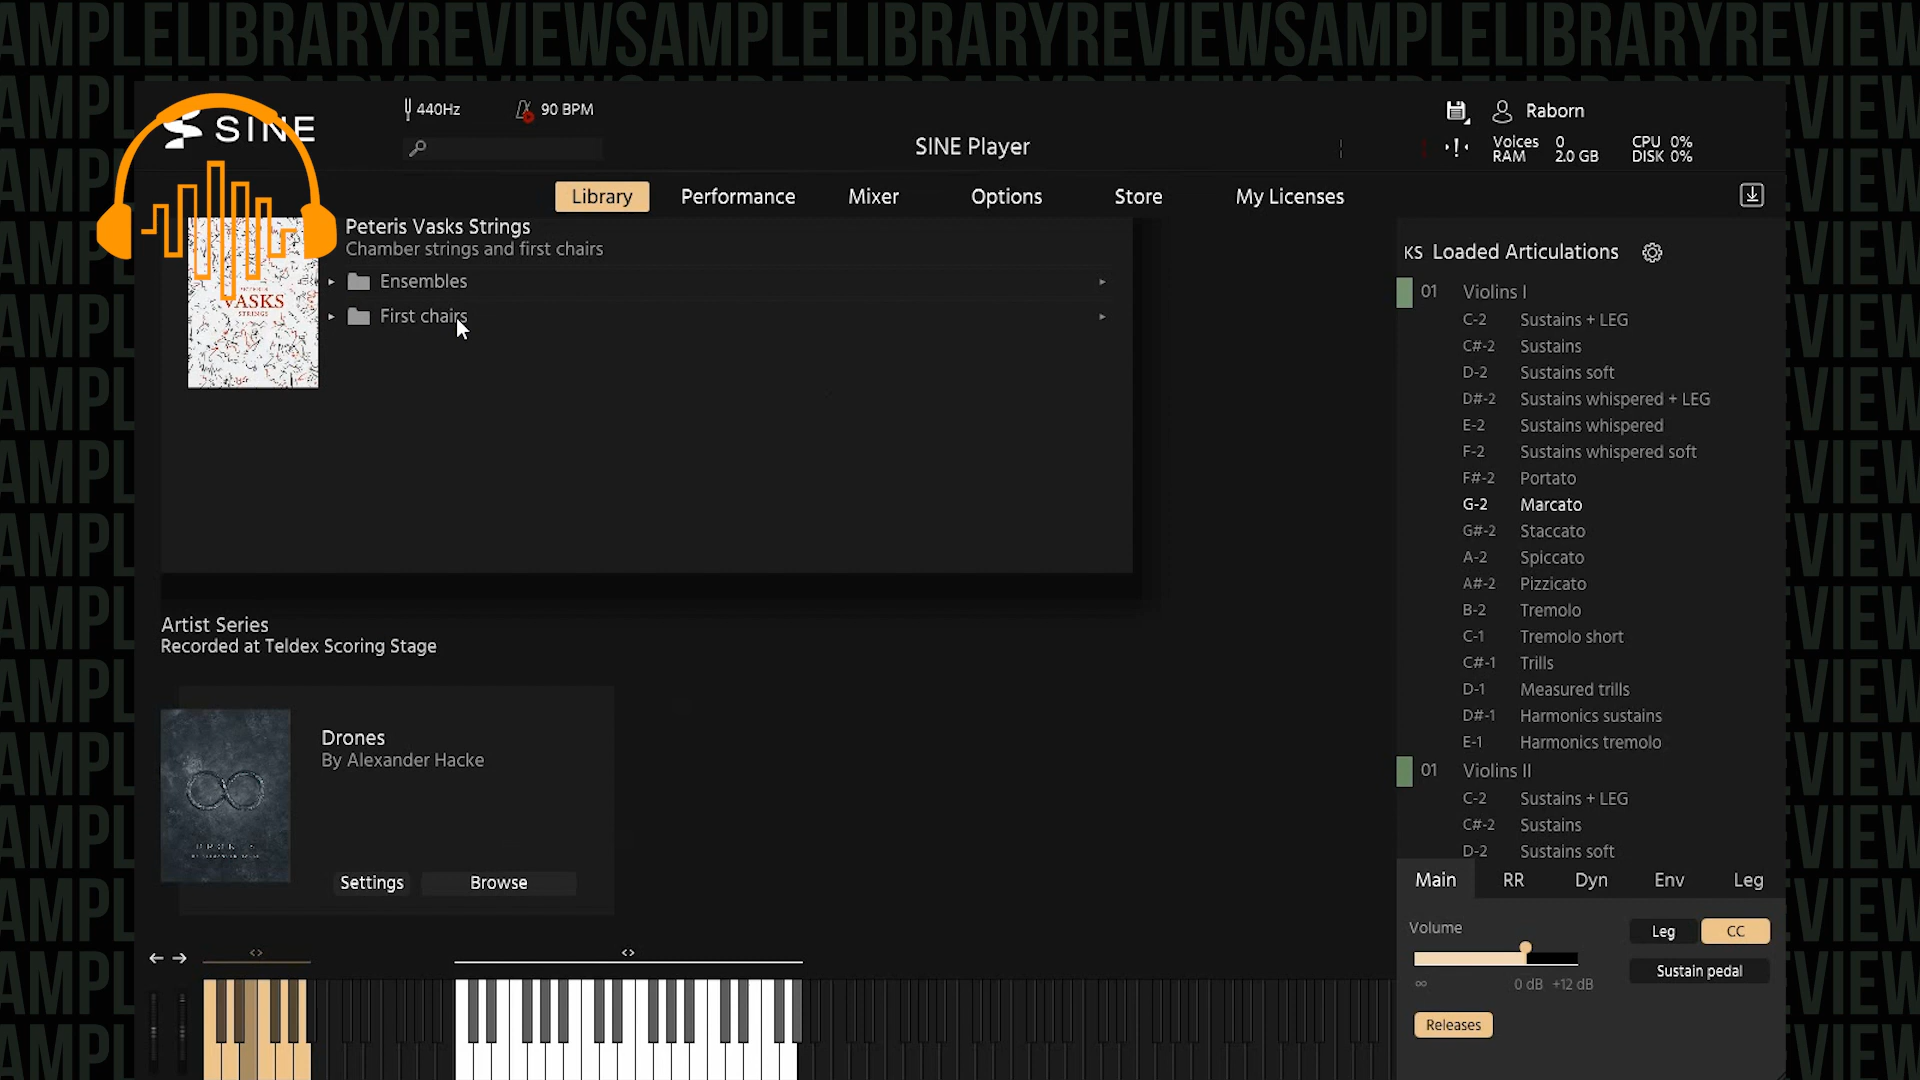 AMPLELIBRARYREVIEWSAMPLELIBRARYREVIEWSAMPLELIBRARYREVIEW
SINE
440Hz
90 BPM
SINE Player
Raborn
Voices 0
RAM 2.0 GB
CPU 0%
DISK 0%
Library
Performance
Mixer
Options
Store
My Licenses
Peteris Vasks Strings
Chamber strings and first chairs
Ensembles
First chairs
VASKS
STRINGS
KS Loaded Articulations
01 Violins I
C-2 Sustains + LEG
C#-2 Sustains
D-2 Sustains soft
D#-2 Sustains whispered + LEG
E-2 Sustains whispered
F-2 Sustains whispered soft
F#-2 Portato
G-2 Marcato
G#-2 Staccato
A-2 Spiccato
A#-2 Pizzicato
B-2 Tremolo
C-1 Tremolo short
C#-1 Trills
D-1 Measured trills
D#-1 Harmonics sustains
E-1 Harmonics tremolo
01 Violins II
C-2 Sustains + LEG
C#-2 Sustains
D-2 Sustains soft
Artist Series
Recorded at Teldex Scoring Stage
Drones
By Alexander Hacke
Settings
Browse
Main
RR
Dyn
Env
Leg
Volume
Leg
CC
Sustain pedal
∞ 0 dB +12 dB
Releases